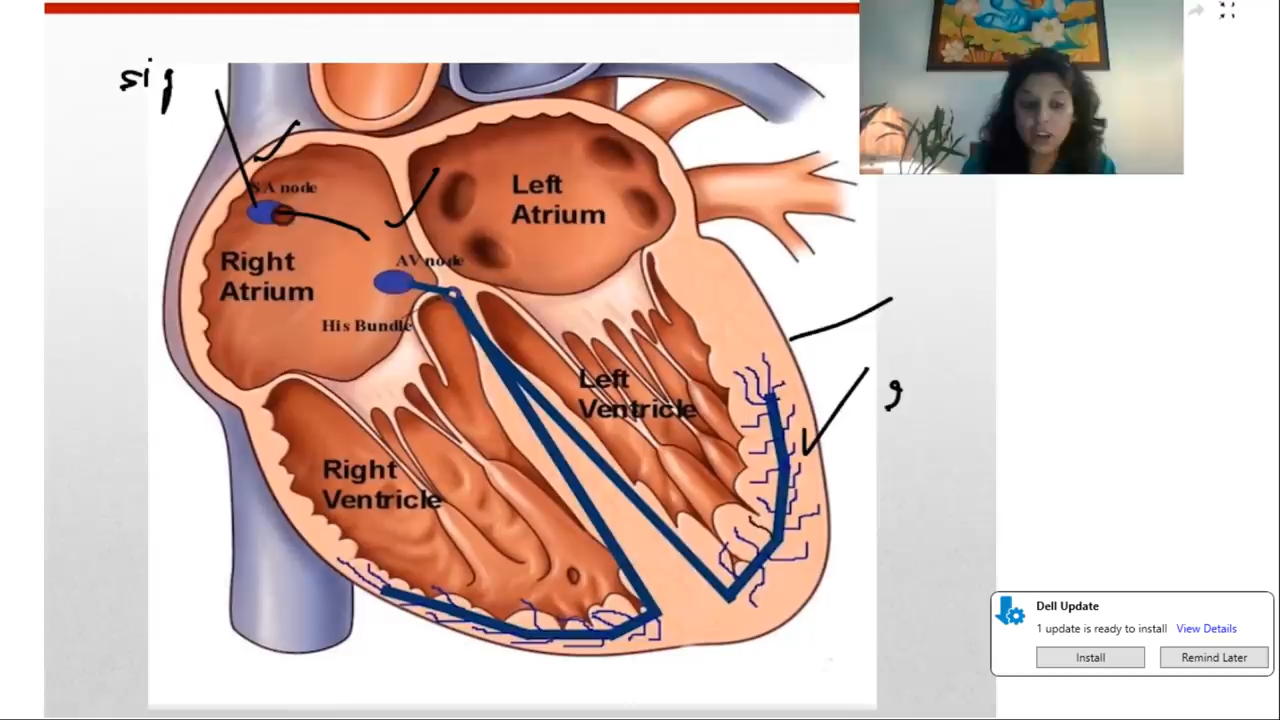 sig
SA node
Left
Atrium
Right
Atrium
AV node
His Bundle
Left
Ventricle
Right
Ventricle
Dell Update
1 update is ready to install View Details
Install Remind Later